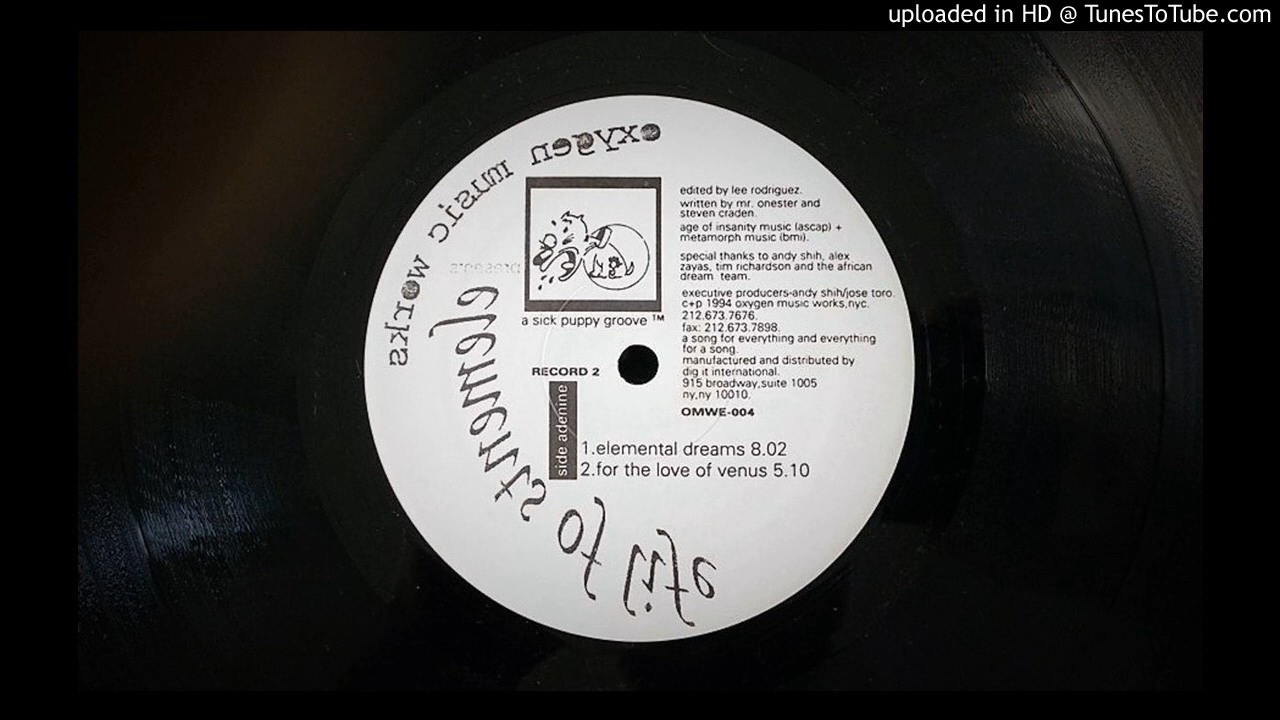 uploaded in HD @ TunesToTube.com
oxygen music works
presents
elements of life
a sick puppy groove ™
edited by lee rodriguez.
written by mr. onester and
steven craden.
age of insanity music (ascap) +
metamorph music (bmi).
special thanks to andy shih, alex
zayas, tim richardson and the african
dream team.
executive producers-andy shih/jose toro.
c+p 1994 oxygen music works,nyc.
212.673.7676.
fax: 212.673.7898.
a song for everything and everything
for a song.
manufactured and distributed by
dig it international.
915 broadway,suite 1005
ny,ny 10010.
OMWE-004
RECORD 2
side adenine
1.elemental dreams 8.02
2.for the love of venus 5.10